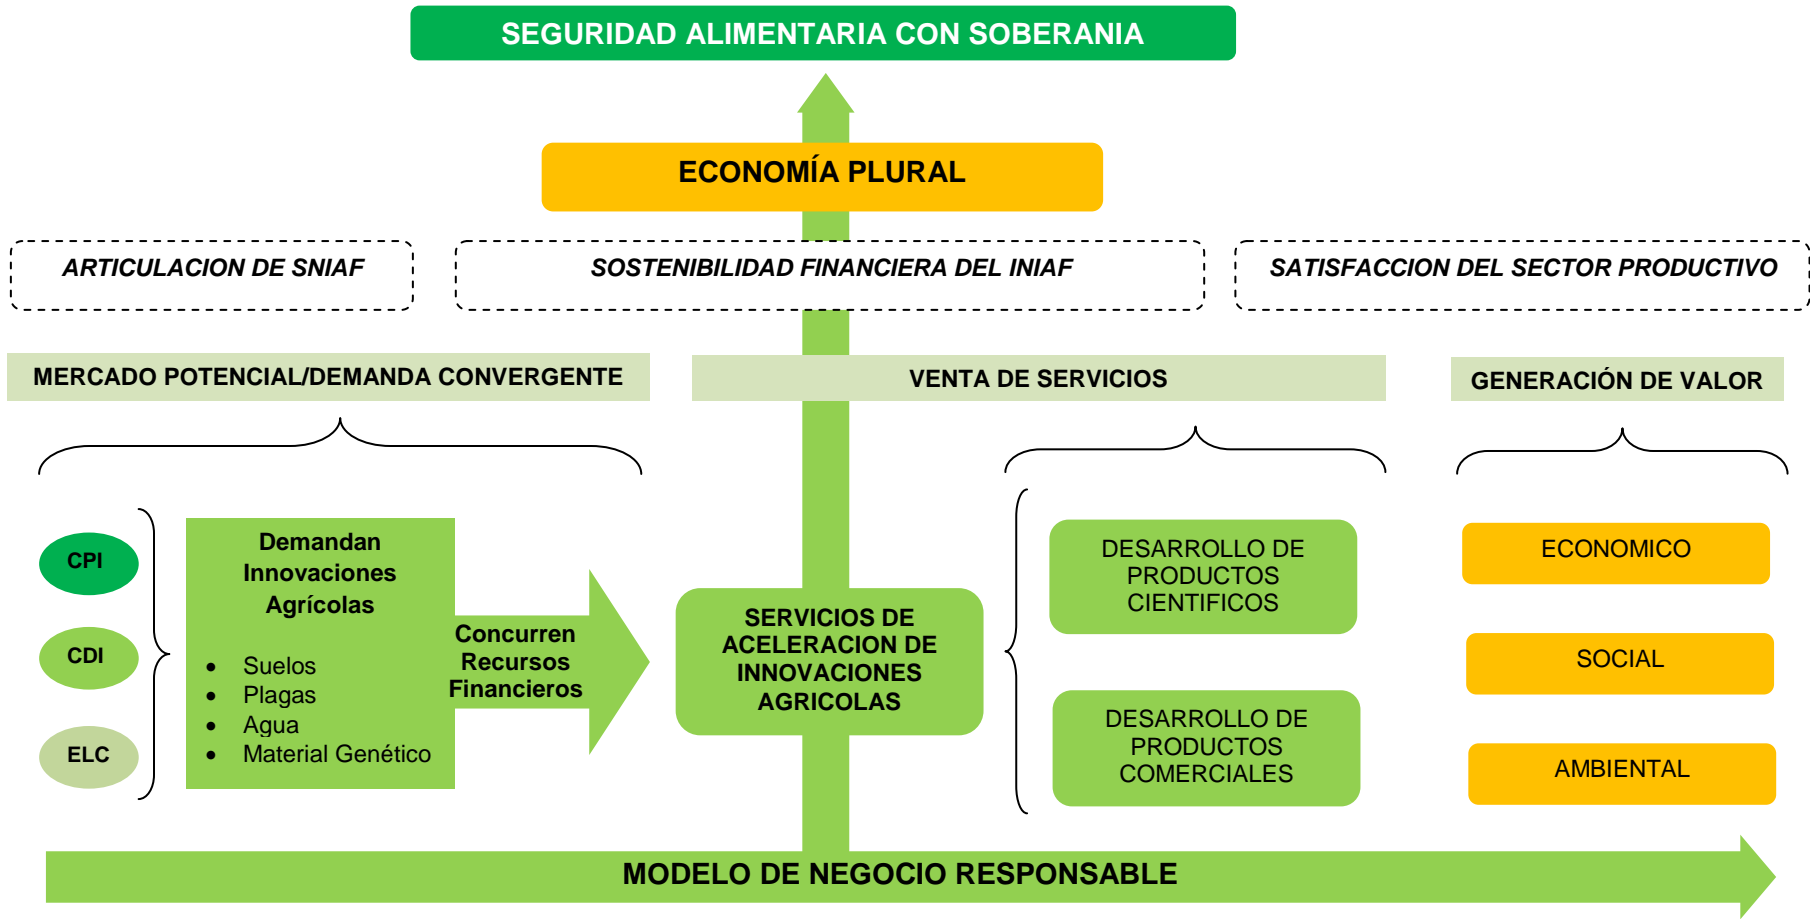 SEGURIDAD ALIMENTARIA CON SOBERANIA
ECONOMÍA PLURAL
ARTICULACION DE SNIAF
SOSTENIBILIDAD FINANCIERA DEL INIAF
SATISFACCION DEL SECTOR PRODUCTIVO
MERCADO POTENCIAL/DEMANDA CONVERGENTE
VENTA DE SERVICIOS
GENERACIÓN DE VALOR
CPI
CDI
ELC
Demandan
Innovaciones
Agrícolas
• Suelos
• Plagas
• Agua
• Material Genético
Concurren
Recursos
Financieros
SERVICIOS DE
ACELERACION DE
INNOVACIONES
AGRICOLAS
DESARROLLO DE
PRODUCTOS
CIENTIFICOS
DESARROLLO DE
PRODUCTOS
COMERCIALES
ECONOMICO
SOCIAL
AMBIENTAL
MODELO DE NEGOCIO RESPONSABLE